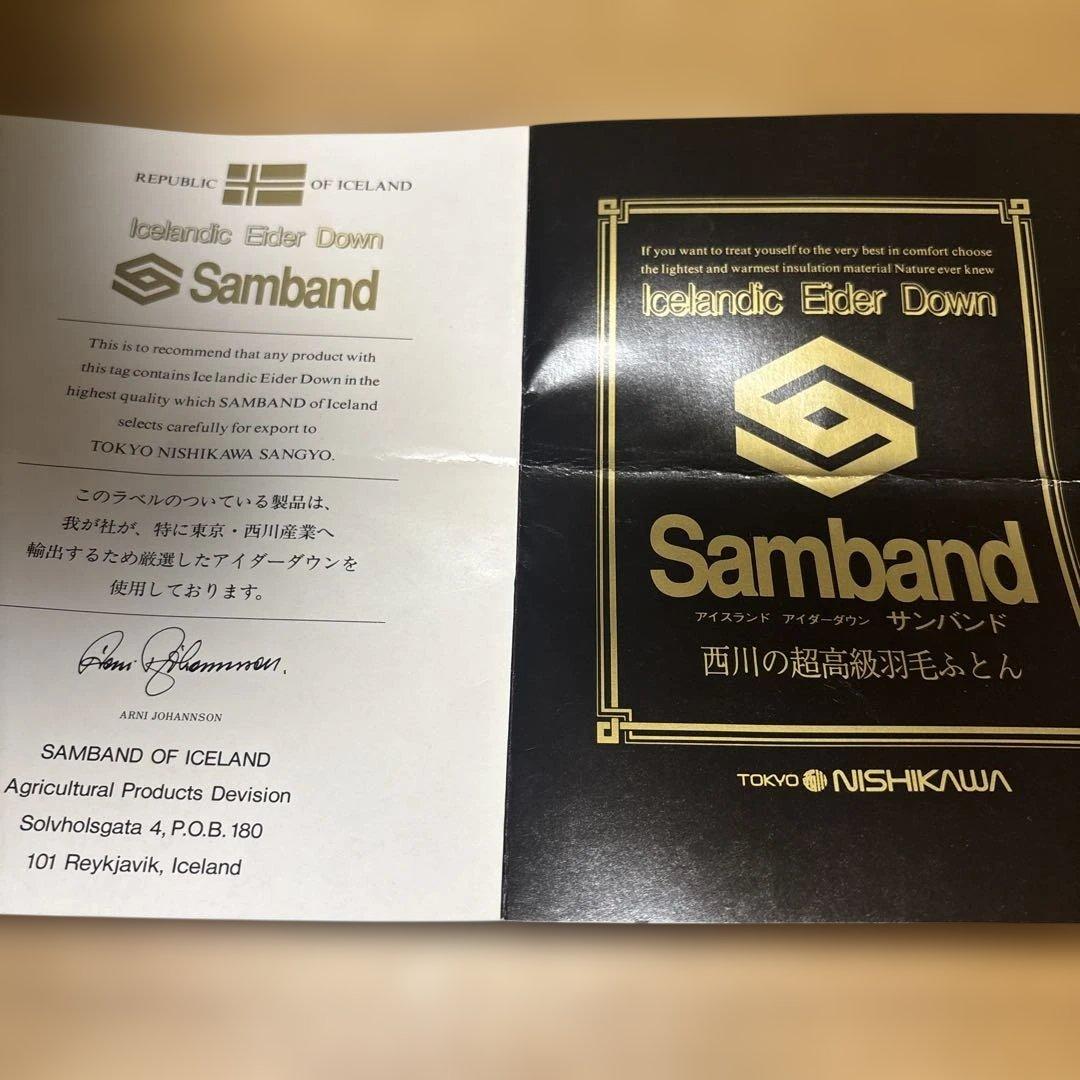 REPUBLIC OF ICELAND
Icelandic Eider Down
Samband
This is to recommend that any product with
this tag contains Ice landic Eider Down in the
highest quality which SAMBAND of Iceland
selects carefully for export to
TOKYO NISHIKAWA SANGYO.
このラベルのついている製品は、
我が社が、特に東京・西川産業へ
輸出するため厳選したアイダーダウンを
使用しております。
ARNI JOHANNSON
SAMBAND OF ICELAND
Agricultural Products Devision
Solvholsgata 4, P.O.B. 180
101 Reykjavik, Iceland
If you want to treat youself to the very best in comfort choose
the lightest and warmest insulation material Nature ever knew
Icelandic Eider Down
Samband
アイスランド アイダーダウン サンバンド
西川の超高級羽毛ふとん
TOKYO NISHIKAWA